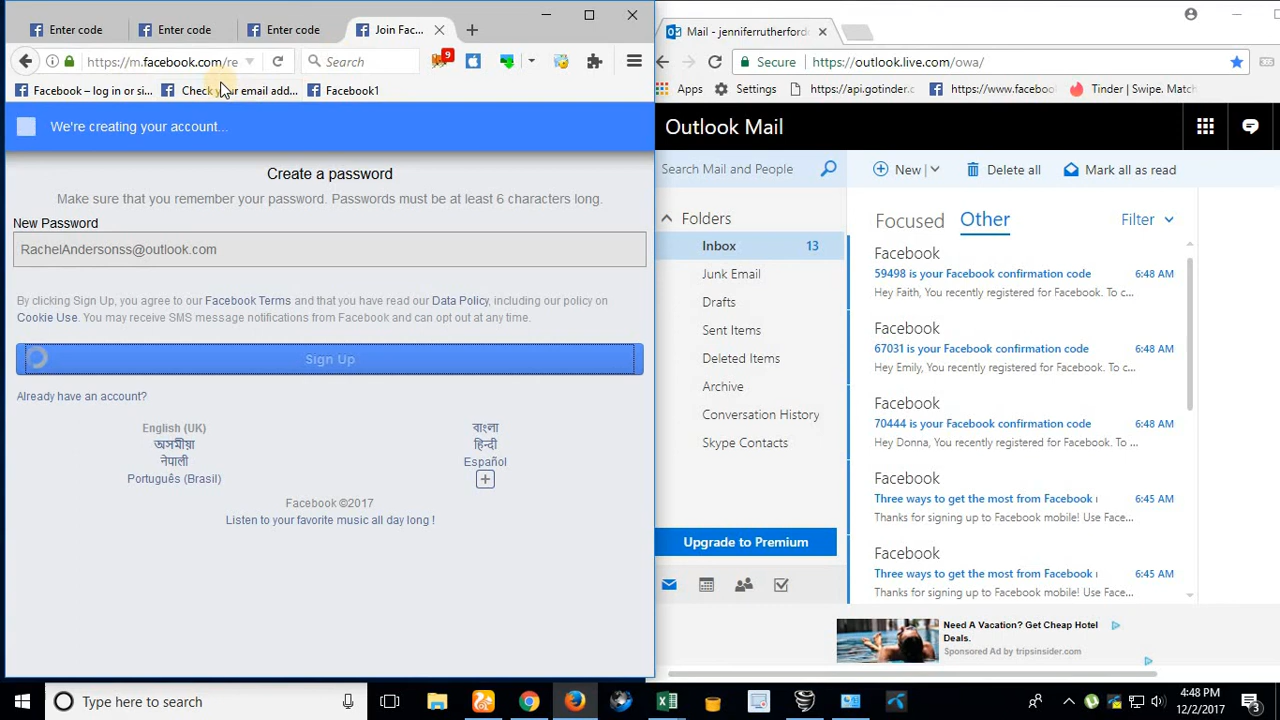 Enter code
Enter code
Enter code
Join Fac...
https://m.facebook.com/re
Search
9
Facebook – log in or si...
Check your email add...
Facebook1
We're creating your account...
Create a password
Make sure that you remember your password. Passwords must be at least 6 characters long.
New Password
RachelAndersonss@outlook.com
By clicking Sign Up, you agree to our Facebook Terms and that you have read our Data Policy, including our policy on
Cookie Use. You may receive SMS message notifications from Facebook and can opt out at any time.
Sign Up
Already have an account?
English (UK)
বাংলা
অসমীয়া
हिन्दी
नेपाली
Español
Português (Brasil)
Facebook ©2017
Listen to your favorite music all day long !
Mail - jenniferrutherford
Secure
https://outlook.live.com/owa/
Apps
Settings
https://api.gotinder.c
https://www.faceboo
Tinder | Swipe. Match
Outlook Mail
Search Mail and People
New
Delete all
Mark all as read
Folders
Inbox 13
Junk Email
Drafts
Sent Items
Deleted Items
Archive
Conversation History
Skype Contacts
Upgrade to Premium
Focused
Other
Filter
Facebook
59498 is your Facebook confirmation code 6:48 AM
Hey Faith, You recently registered for Facebook. To c...
Facebook
67031 is your Facebook confirmation code 6:48 AM
Hey Emily, You recently registered for Facebook. To c...
Facebook
70444 is your Facebook confirmation code 6:48 AM
Hey Donna, You recently registered for Facebook. To ...
Facebook
Three ways to get the most from Facebook 6:45 AM
Thanks for signing up to Facebook mobile! Use Face...
Facebook
Three ways to get the most from Facebook 6:45 AM
Thanks for signing up to Facebook mobile! Use Face...
Need A Vacation? Get Cheap Hotel
Deals.
Sponsored Ad by tripsinsider.com
Type here to search
4:48 PM
12/2/2017
3